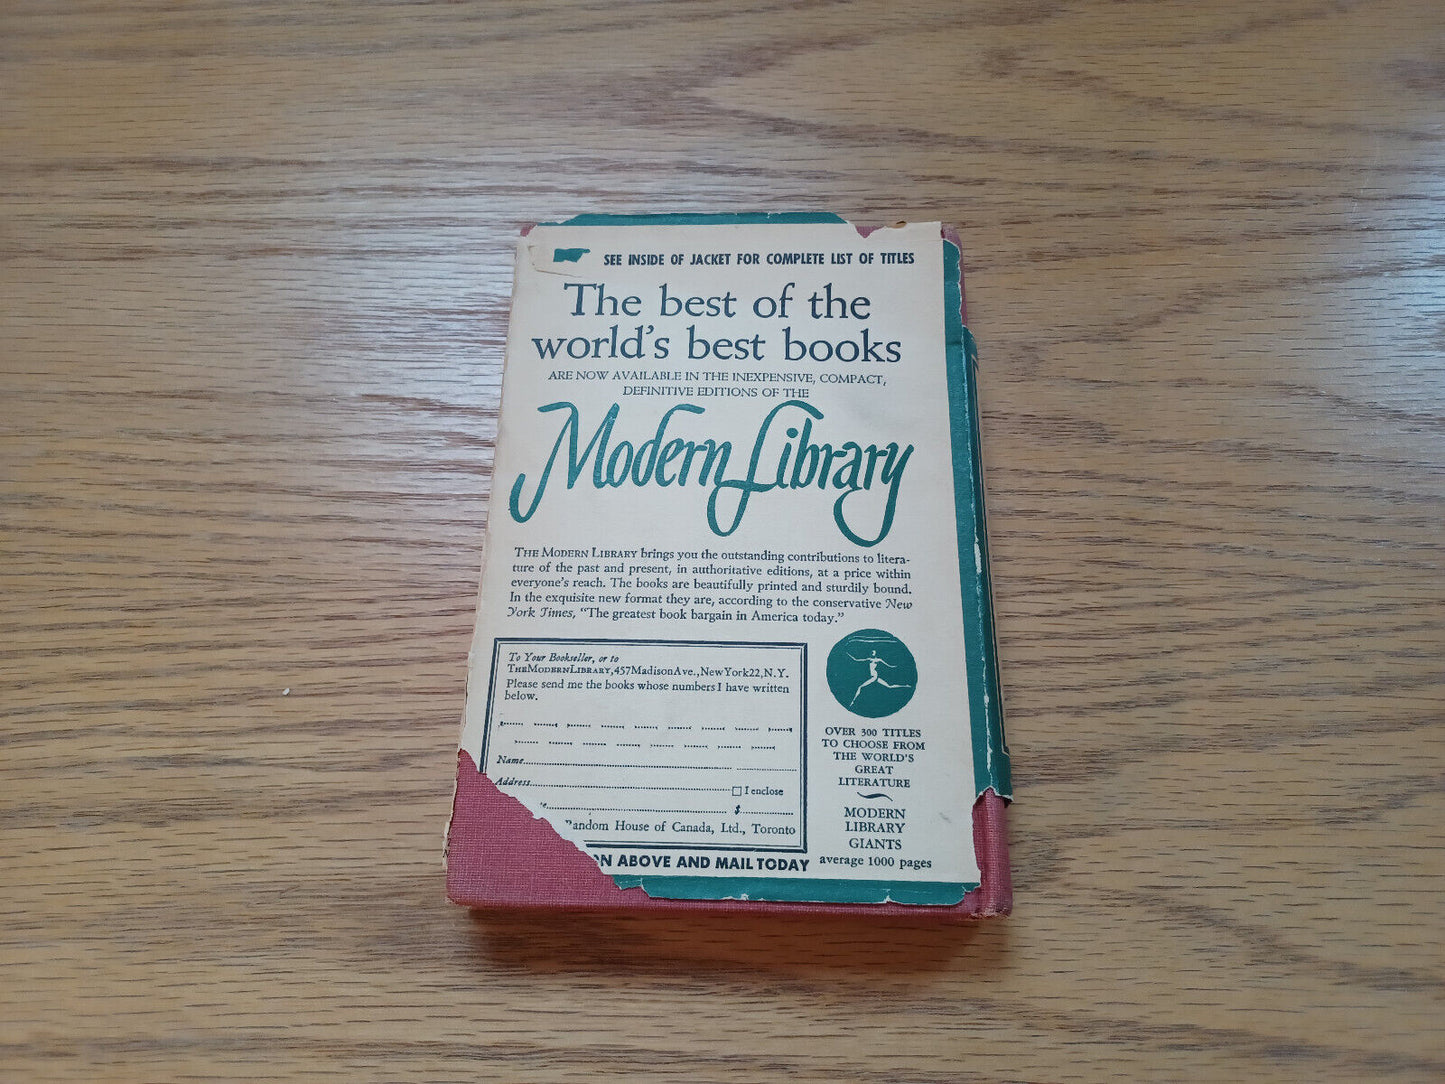 SEE INSIDE OF JACKET FOR COMPLETE LIST OF TITLES
The best of the
world's best books
ARE NOW AVAILABLE IN THE INEXPENSIVE, COMPACT,
DEFINITIVE EDITIONS OF THE
Modern Library
THE MODERN LIBRARY brings you the outstanding contributions to litera-
ture of the past and present, in authoritative editions, at a price within
everyone's reach. The books are beautifully printed and sturdily bound.
In the exquisite new format they are, according to the conservative New
York Times, "The greatest book bargain in America today."
To Your Bookseller, or to
THE MODERN LIBRARY, 457 Madison Ave., New York 22, N.Y.
Please send me the books whose numbers I have written
below.
Name
Address
I enclose
$
Random House of Canada, Ltd., Toronto
ON ABOVE AND MAIL TODAY
OVER 300 TITLES
TO CHOOSE FROM
THE WORLD'S
GREAT
LITERATURE
MODERN
LIBRARY
GIANTS
average 1000 pages